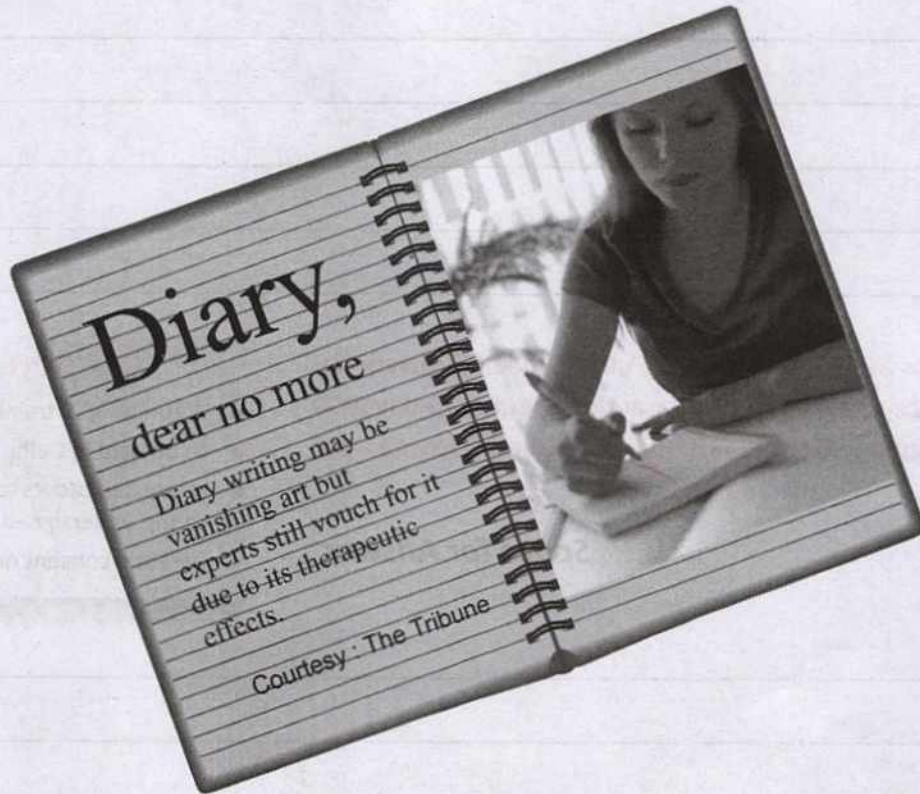 Diary,
dear no more
Diary writing may be
vanishing art but
experts still vouch for it
due to its therapeutic
effects.
Courtesy : The Tribune